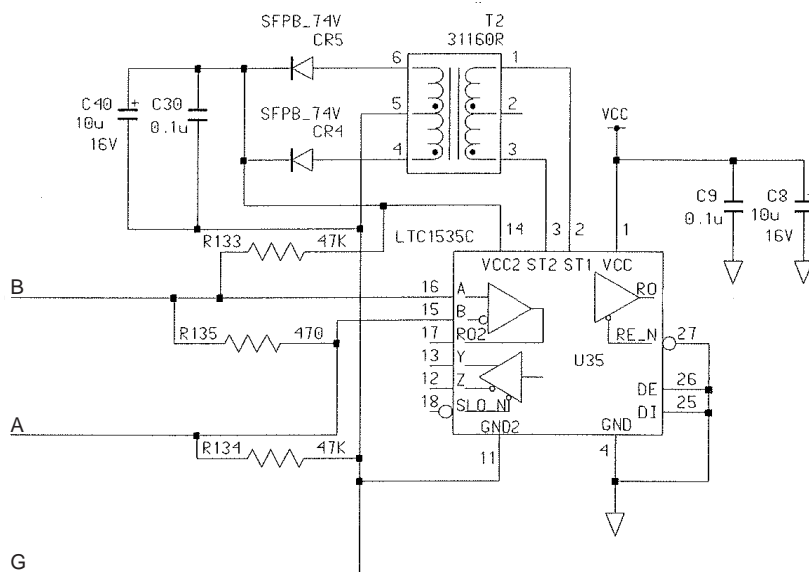 T2
31160R
SFPB_74V
CR5
6
1
C40
+
10u
16V
C30
0.1u
SFPB_74V
CR4
5
2
4
3
VCC
C9
0.1u
C8
10u
16V
R133
47K
LTC1535C
14
3
2
1
VCC2
ST2
ST1
VCC
B
16
A
RO
15
B
R135
470
17
RO2
RE_N
27
13
Y
U35
12
Z
DE
26
18
SLO_N
DI
25
A
GND2
GND
R134
47K
11
4
G